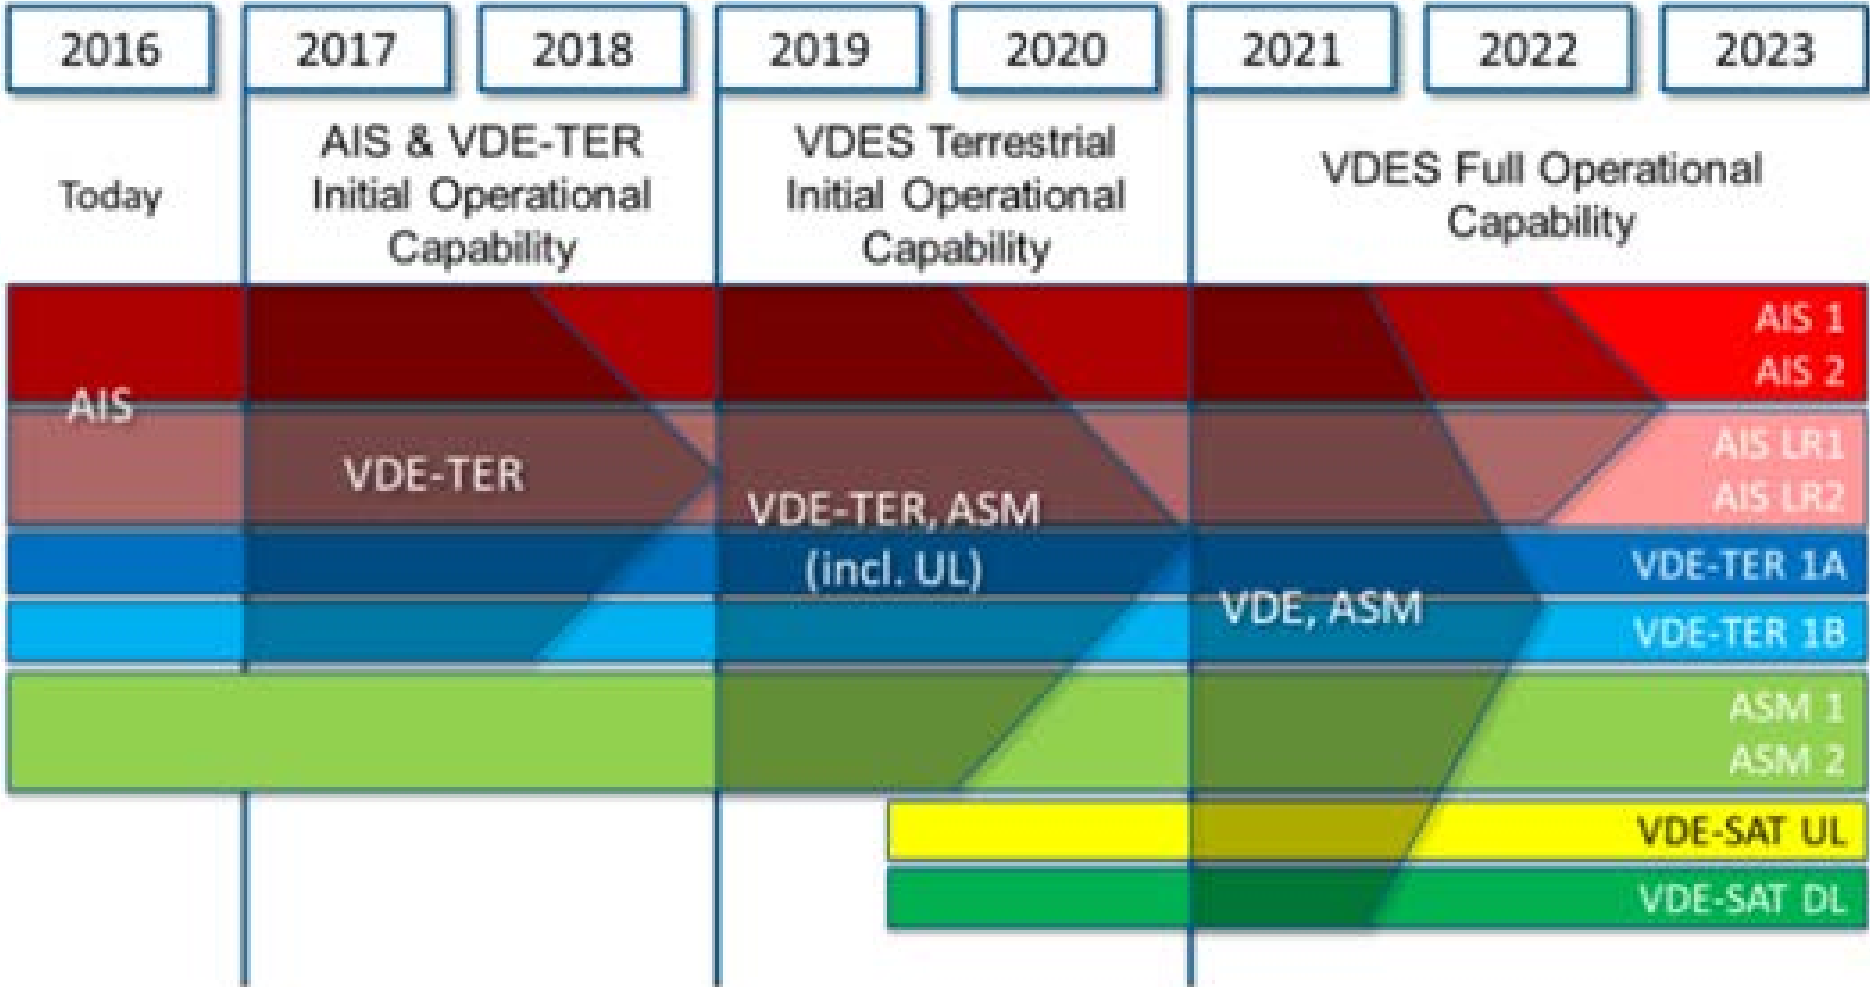 2016
2017
2018
2019
2020
2021
2022
2023
Today
AIS & VDE-TER
Initial Operational
Capability
VDES Terrestrial
Initial Operational
Capability
VDES Full Operational
Capability
AIS
VDE-TER
VDE-TER, ASM
(incl. UL)
VDE, ASM
AIS 1
AIS 2
AIS LR1
AIS LR2
VDE-TER 1A
VDE-TER 1B
ASM 1
ASM 2
VDE-SAT UL
VDE-SAT DL